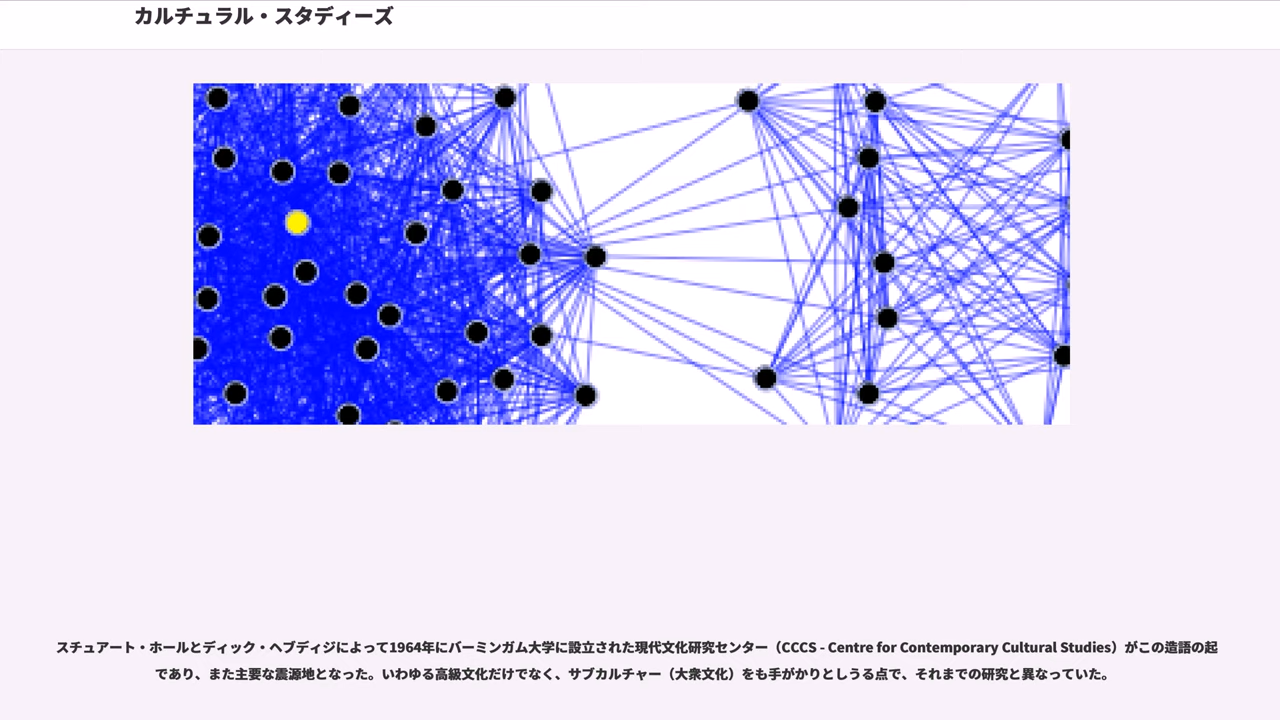 カルチュラル・スタディーズ
スチュアート・ホールとディック・ヘブディジによって1964年にバーミンガム大学に設立された現代文化研究センター（CCCS - Centre for Contemporary Cultural Studies）がこの造語の起
であり、また主要な震源地となった。いわゆる高級文化だけでなく、サブカルチャー（大衆文化）をも手がかりとしうる点で、それまでの研究と異なっていた。